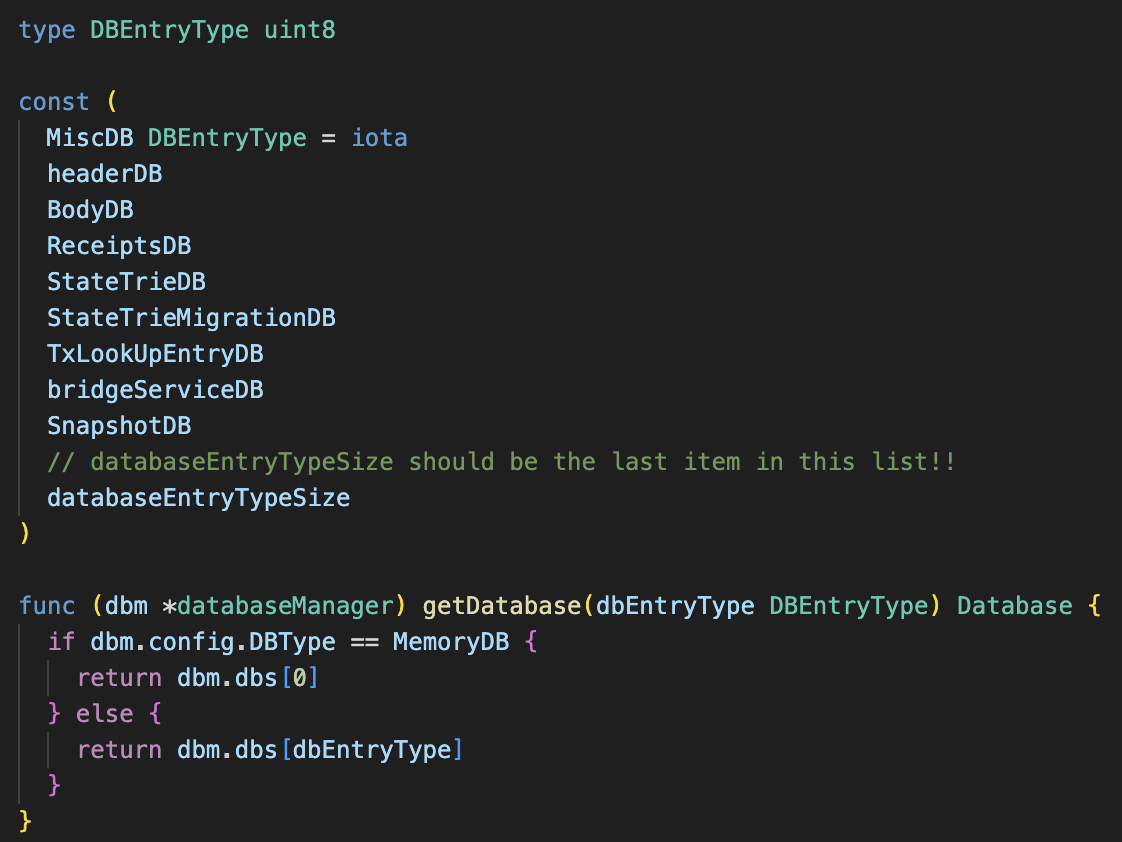 type DBEntryType uint8
const (
MiscDB DBEntryType = iota
headerDB
BodyDB
ReceiptsDB
StateTrieDB
StateTrieMigrationDB
TxLookUpEntryDB
bridgeServiceDB
SnapshotDB
// databaseEntryTypeSize should be the last item in this list!!
databaseEntryTypeSize
)
func (dbm *databaseManager) getDatabase(dbEntryType DBEntryType) Database {
if dbm.config.DBType == MemoryDB {
return dbm.dbs[0]
} else {
return dbm.dbs[dbEntryType]
}
}